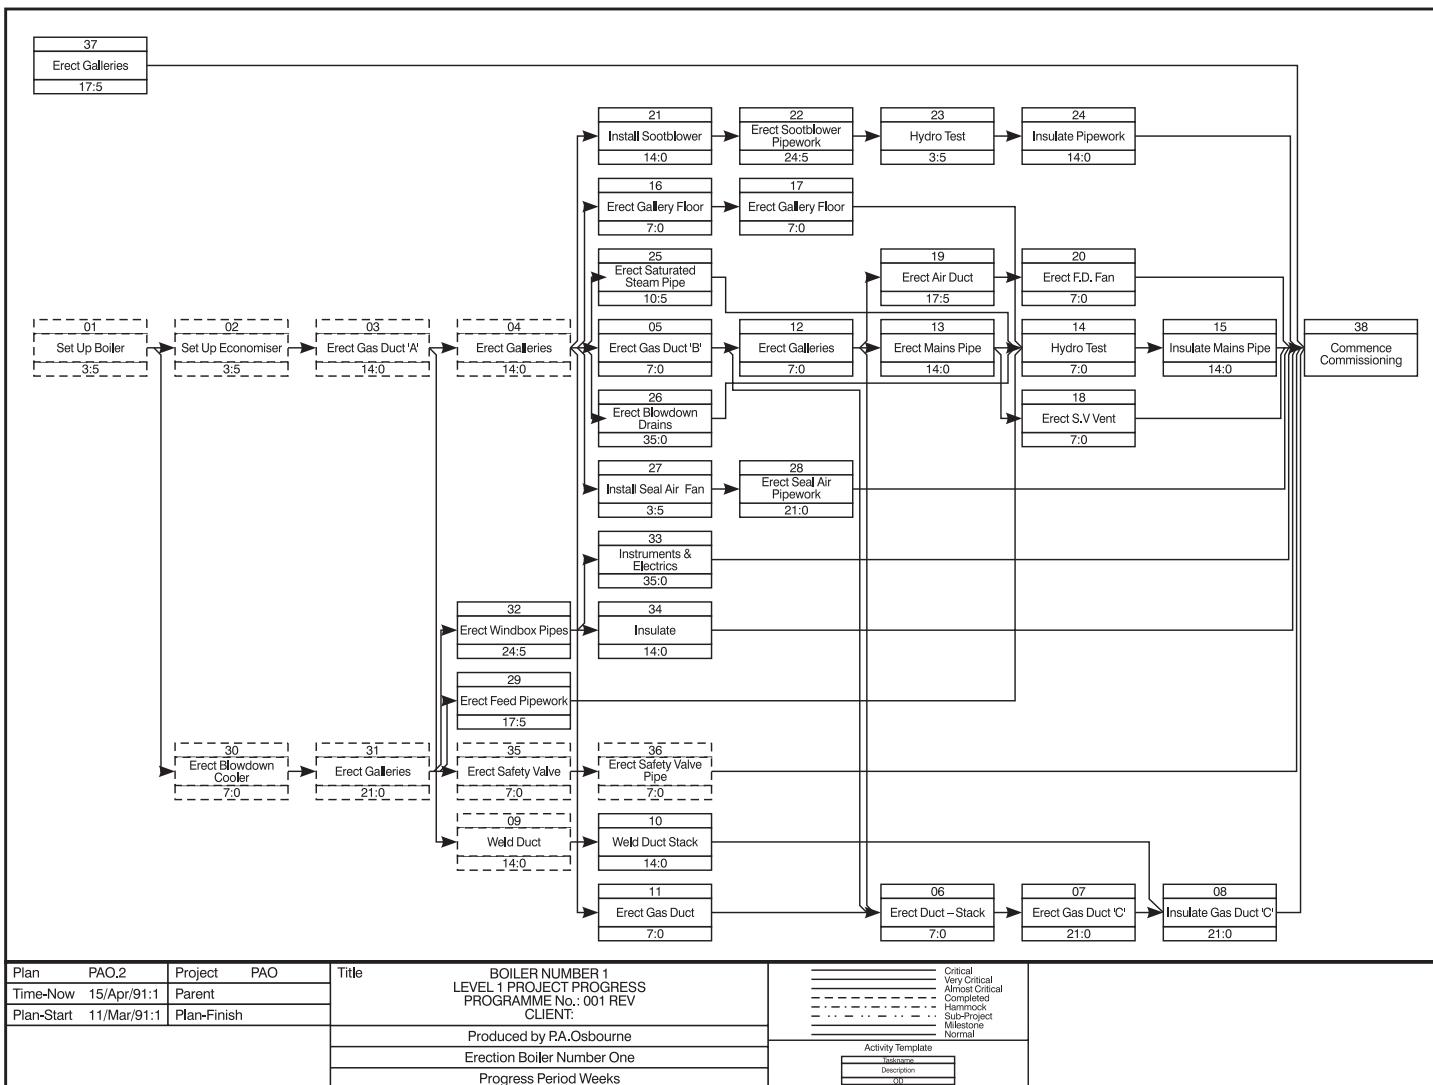 37
Erect Galleries
17:5
21
Install Sootblower
14:0
22
Erect Sootblower
Pipework
24:5
23
Hydro Test
3:5
24
Insulate Pipework
14:0
16
Erect Gallery Floor
7:0
17
Erect Gallery Floor
7:0
25
Erect Saturated
Steam Pipe
10:5
19
Erect Air Duct
17:5
20
Erect F.D. Fan
7:0
01
Set Up Boiler
3:5
02
Set Up Economiser
3:5
03
Erect Gas Duct 'A'
14:0
04
Erect Galleries
14:0
05
Erect Gas Duct 'B'
7:0
12
Erect Galleries
7:0
13
Erect Mains Pipe
14:0
14
Hydro Test
7:0
15
Insulate Mains Pipe
14:0
38
Commence
Commissioning
26
Erect Blowdown
Drains
35:0
18
Erect S.V Vent
7:0
27
Install Seal Air Fan
3:5
28
Erect Seal Air
Pipework
21:0
33
Instruments &
Electrics
35:0
32
Erect Windbox Pipes
24:5
34
Insulate
14:0
29
Erect Feed Pipework
17:5
30
Erect Blowdown
Cooler
7:0
31
Erect Galleries
21:0
35
Erect Safety Valve
7:0
36
Erect Safety Valve
Pipe
7:0
09
Weld Duct
14:0
10
Weld Duct Stack
14:0
11
Erect Gas Duct
7:0
06
Erect Duct – Stack
7:0
07
Erect Gas Duct 'C'
21:0
08
Insulate Gas Duct 'C'
21:0
Plan PAO.2 Project PAO
Time-Now 15/Apr/91:1 Parent
Plan-Start 11/Mar/91:1 Plan-Finish
Title
BOILER NUMBER 1
LEVEL 1 PROJECT PROGRESS
PROGRAMME No.: 001 REV
CLIENT:
Produced by P.A.Osbourne
Erection Boiler Number One
Progress Period Weeks
Critical
Very Critical
Almost Critical
Completed
Hammock
Sub-Project
Milestone
Normal
Activity Template
Taskname
Description
OD